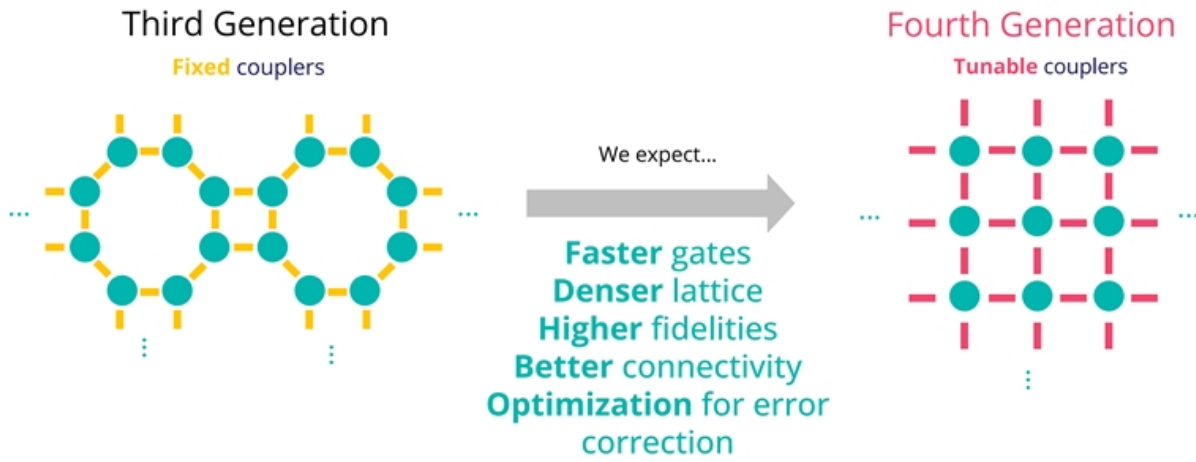 Third Generation
Fixed couplers
Fourth Generation
Tunable couplers
We expect...
Faster gates
Denser lattice
Higher fidelities
Better connectivity
Optimization for error
correction